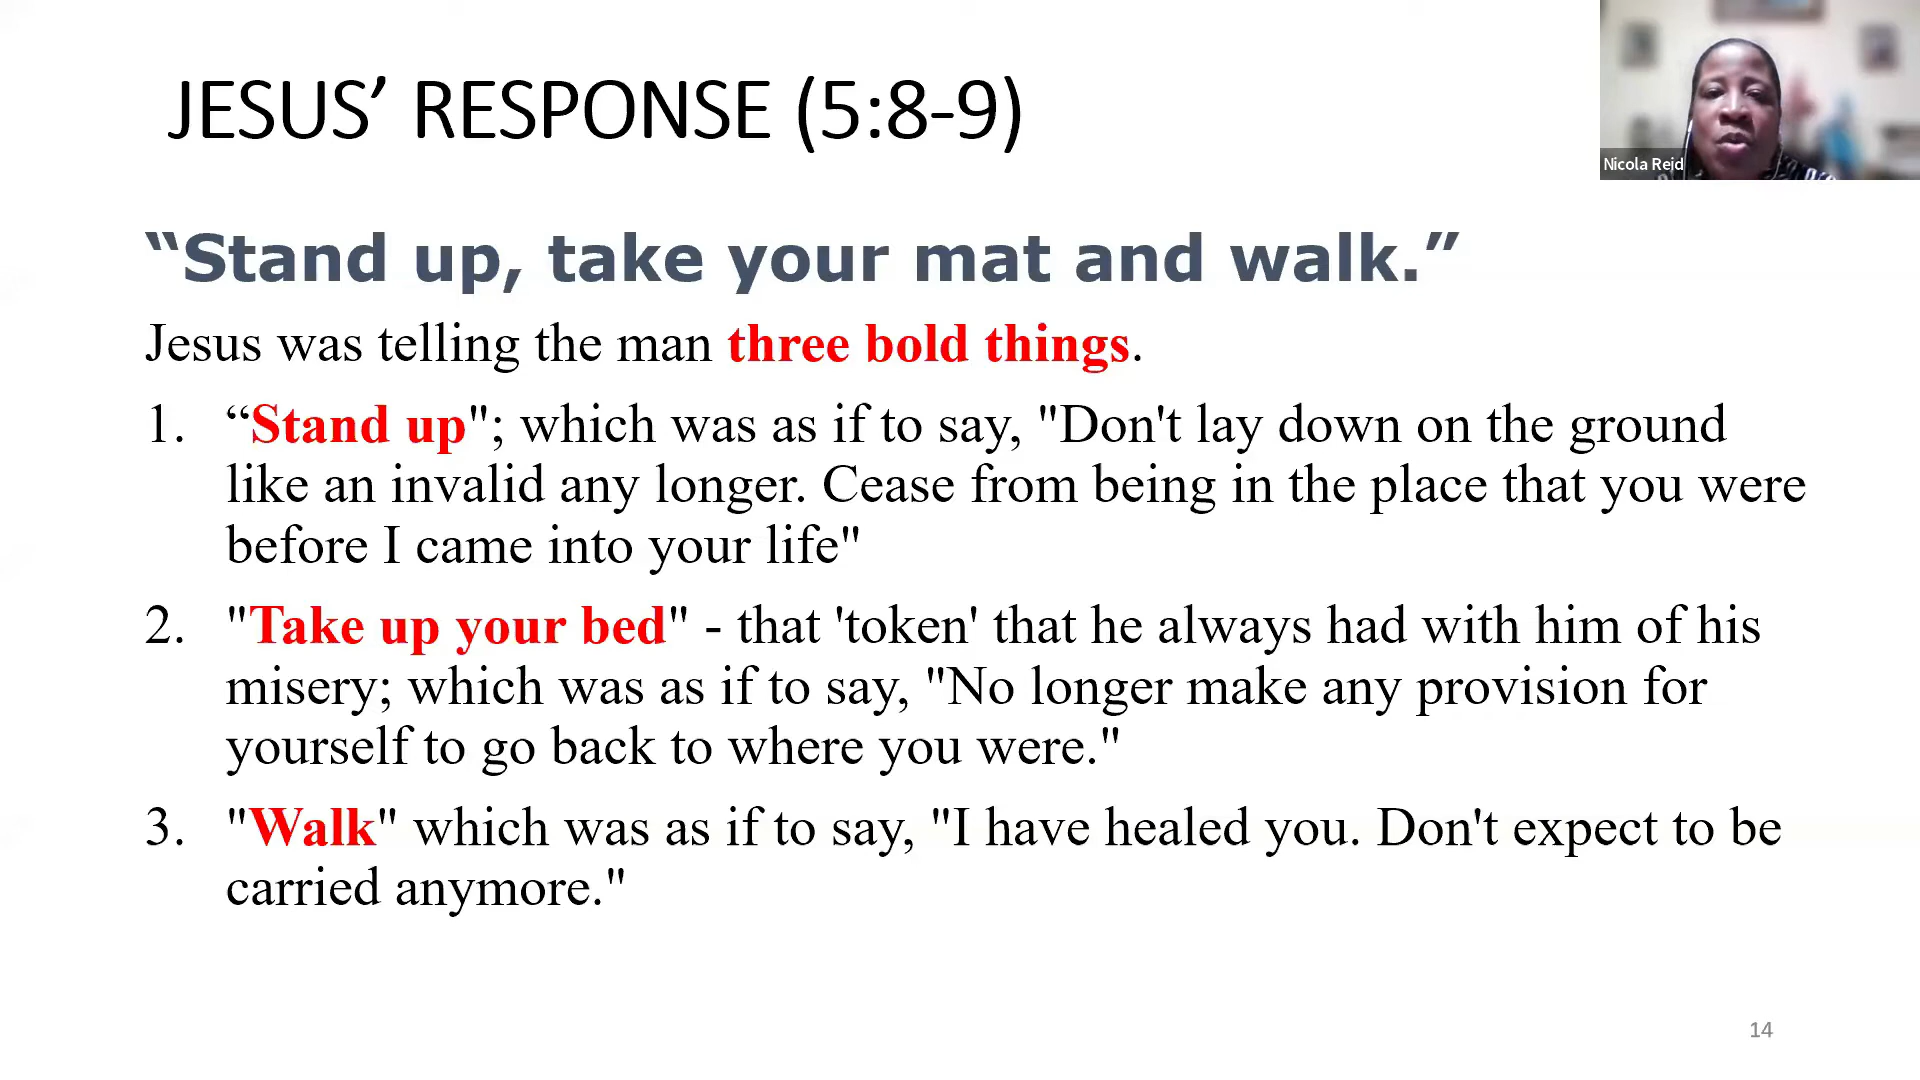 JESUS’ RESPONSE (5:8-9)
Nicola Reid
“Stand up, take your mat and walk.”
Jesus was telling the man three bold things.
1. “Stand up"; which was as if to say, "Don't lay down on the ground
like an invalid any longer. Cease from being in the place that you were
before I came into your life"
2. "Take up your bed" - that 'token' that he always had with him of his
misery; which was as if to say, "No longer make any provision for
yourself to go back to where you were."
3. "Walk" which was as if to say, "I have healed you. Don't expect to be
carried anymore."
14